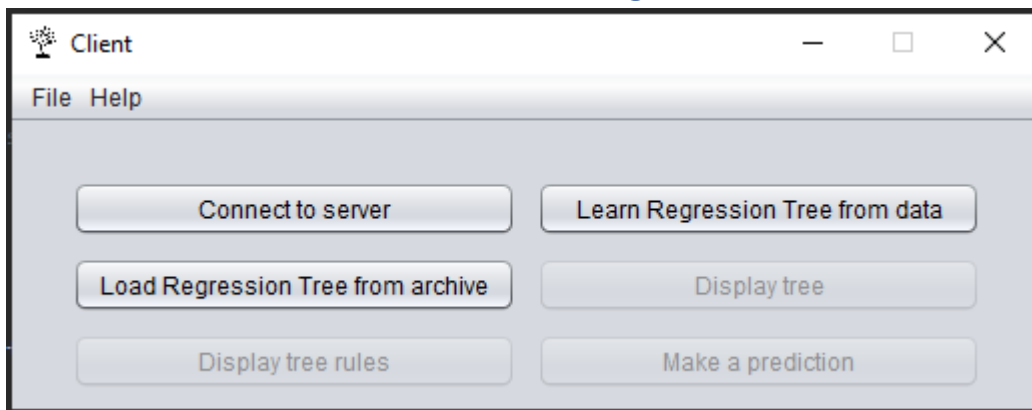 Client
File Help
Connect to server
Learn Regression Tree from data
Load Regression Tree from archive
Display tree
Display tree rules
Make a prediction